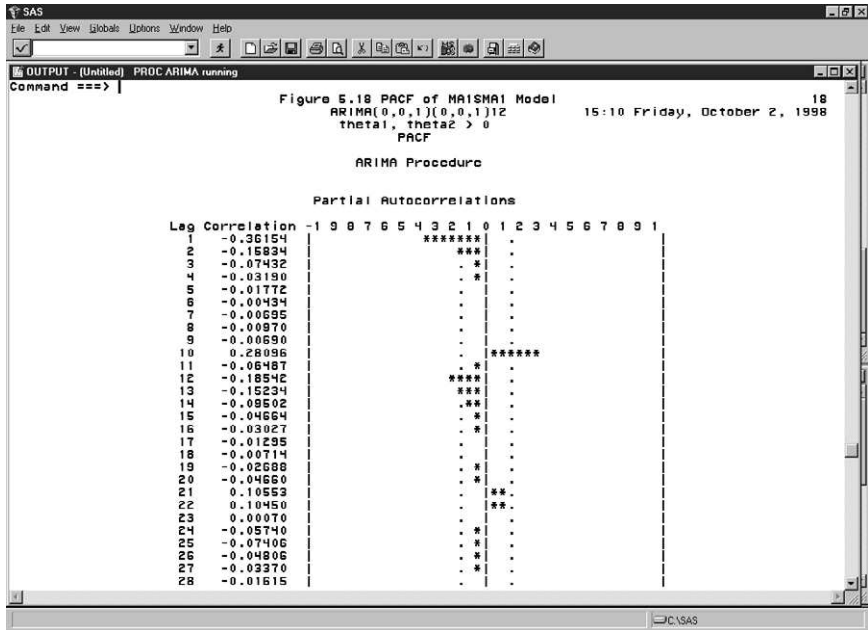 SAS
File Edit View Globals Options Window Help
OUTPUT - (Untitled) PROC ARIMA running
Command ===>
Figure 5.18 PACF of MA1SMA1 Model 18
ARIMA(0,0,1)(0,0,1)12 15:10 Friday, October 2, 1998
theta1, theta2 > 0
PACF
ARIMA Procedure
Partial Autocorrelations
Lag Correlation -1 9 8 7 6 5 4 3 2 1 0 1 2 3 4 5 6 7 8 9 1
1 -0.36154 | *******| . |
2 -0.15834 | ***| . |
3 -0.07432 | . *| . |
4 -0.03190 | . *| . |
5 -0.01772 | . | . |
6 -0.00434 | . | . |
7 -0.00695 | . | . |
8 -0.00970 | . | . |
9 -0.00690 | . | . |
10 0.28096 | . |****** |
11 -0.06487 | . *| . |
12 -0.18542 | ****| . |
13 -0.15234 | ***| . |
14 -0.09502 | .**| . |
15 -0.04664 | . *| . |
16 -0.03027 | . *| . |
17 -0.01295 | . | . |
18 -0.00714 | . | . |
19 -0.02688 | . *| . |
20 -0.04660 | . *| . |
21 0.10553 | . |**. |
22 0.10450 | . |**. |
23 0.00070 | . | . |
24 -0.05740 | . *| . |
25 -0.07406 | . *| . |
26 -0.04806 | . *| . |
27 -0.03370 | . *| . |
28 -0.01615 | . | . |
C:\SAS